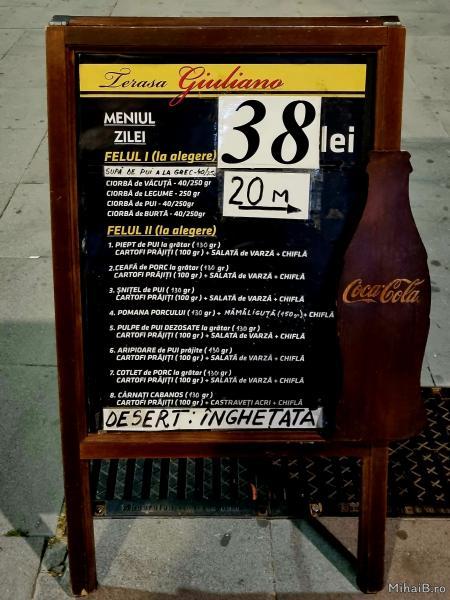 Terasa Giuliano
MENIUL
ZILEI
38 lei
FELUL I (la alegere)
20 M
SUPĂ DE PUI A LA GREC-40/250
CIORBĂ de VĂCUȚĂ - 40/250 gr
CIORBĂ de LEGUME - 250 gr
CIORBĂ de PUI - 40/250gr
CIORBĂ de BURTĂ - 40/250gr
FELUL II (la alegere)
1. PIEPT de PUI la grătar ( 130 gr )
CARTOFI PRĂJIȚI ( 100 gr ) + SALATĂ de VARZĂ + CHIFLĂ
2.CEAFĂ de PORC la grătar ( 130 gr )
CARTOFI PRĂJIȚI ( 100 gr ) + SALATĂ de VARZĂ + CHIFLĂ
3. ȘNIȚEL de PUI ( 130 gr )
CARTOFI PRĂJIȚI ( 100 gr ) + SALATĂ de VARZĂ + CHIFLĂ
4. POMANA PORCULUI ( 130 gr ) + MĂMĂLIGUȚĂ (150 gr) + CHIFLĂ
5. PULPE de PUI DEZOSATE la grătar ( 130 gr )
CARTOFI PRĂJIȚI ( 100 gr ) + SALATĂ de VARZĂ + CHIFLĂ
6. ARIPIOARE de PUI prăjite ( 130 gr )
CARTOFI PRĂJIȚI ( 100 gr ) + SALATĂ de VARZĂ + CHIFLĂ
7. COTLET de PORC la grătar ( 130 gr )
CARTOFI PRĂJIȚI ( 100 gr ) + SALATĂ de VARZĂ + CHIFLĂ
8. CÂRNAȚI CABANOS ( 130 gr )
CARTOFI PRĂJIȚI ( 100 gr ) + CASTRAVEȚI ACRI + CHIFLĂ
DESERT: ÎNGHETATA
Coca-Cola
MihaiB.ro